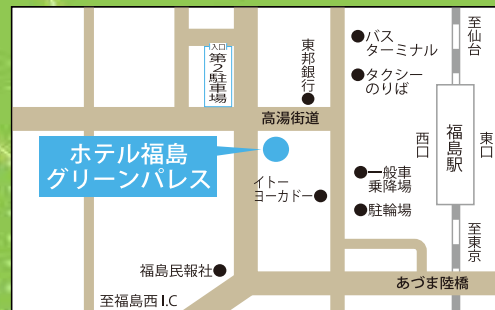 入口
第2駐車場
東邦銀行
バス
ターミナル
タクシー
のりば
至仙台
高湯街道
ホテル福島
グリーンパレス
イトー
ヨーカドー
一般車
乗降場
駐輪場
西口
福島駅
東口
至東京
福島民報社
あづま陸橋
至福島西I.C